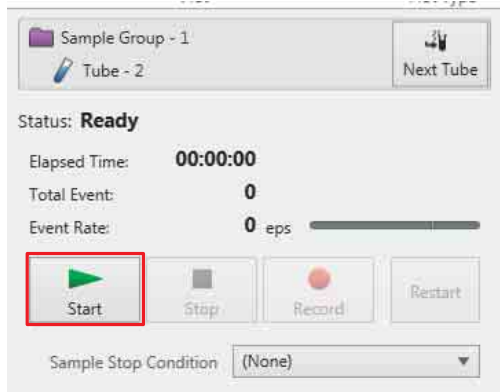 Sample Group - 1
Tube - 2
Next Tube
Status: Ready
Elapsed Time: 00:00:00
Total Event: 0
Event Rate: 0 eps
Start Stop Record Restart
Sample Stop Condition (None)